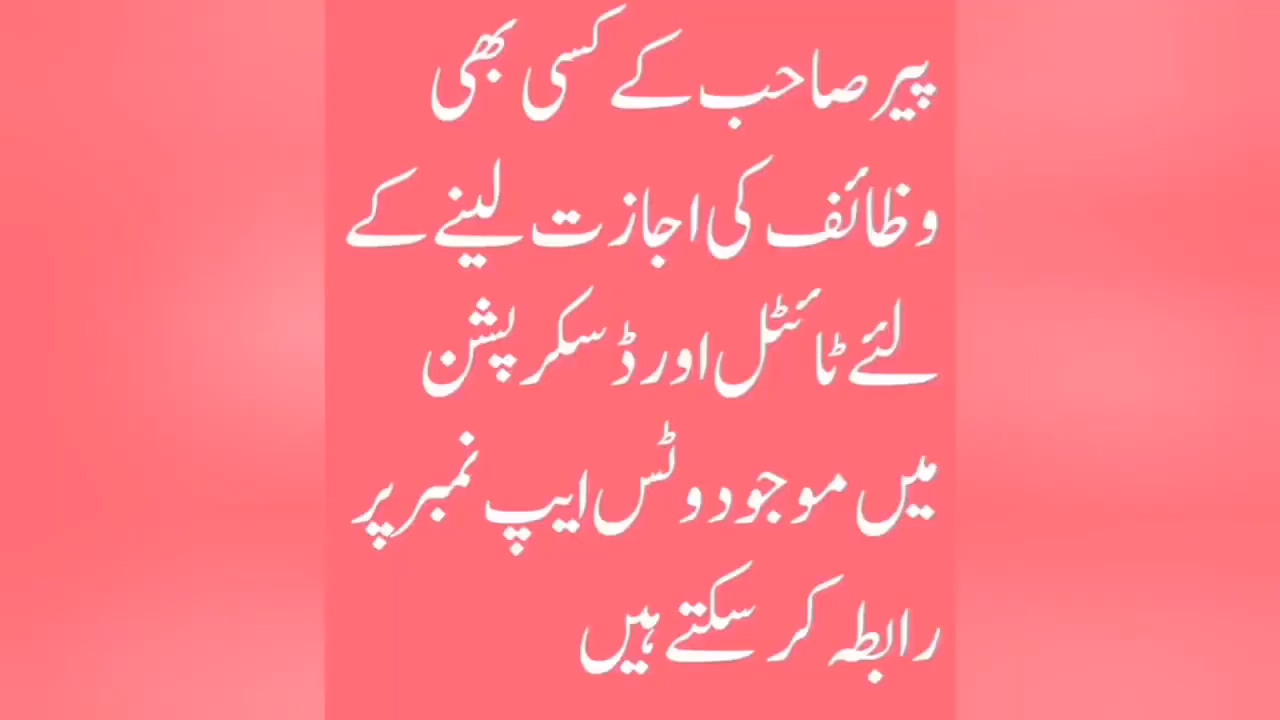 پیر صاحب کے کسی بھی
وظائف کی اجازت لینے کے
لئے ٹائٹل اور ڈسکرپشن
میں موجود وٹس ایپ نمبر پر
رابطہ کر سکتے ہیں